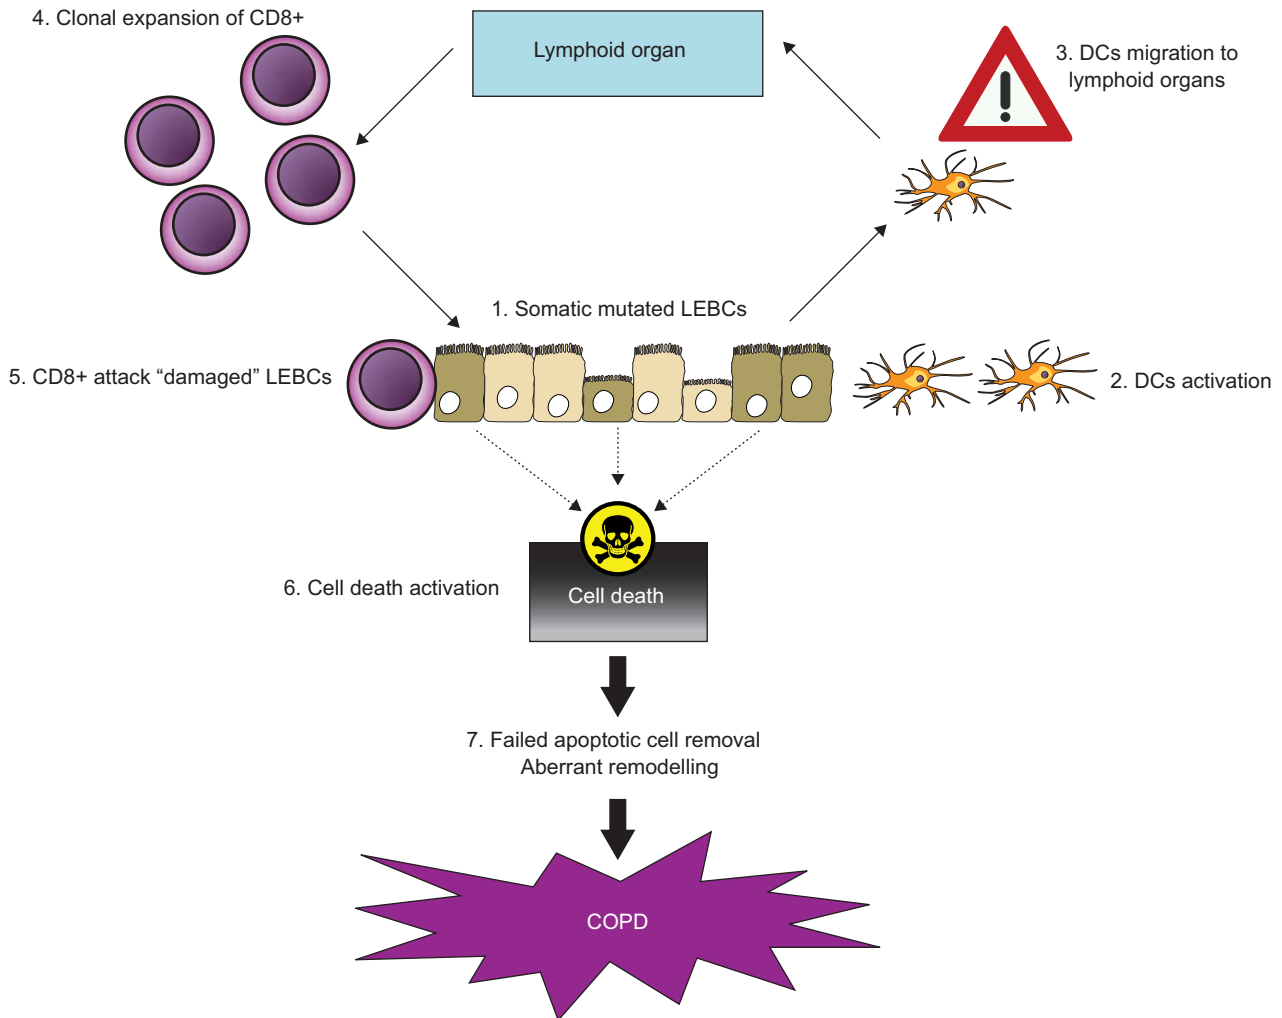 4. Clonal expansion of CD8+
Lymphoid organ
3. DCs migration to
lymphoid organs
1. Somatic mutated LEBCs
5. CD8+ attack “damaged” LEBCs
2. DCs activation
6. Cell death activation
Cell death
7. Failed apoptotic cell removal
Aberrant remodelling
COPD